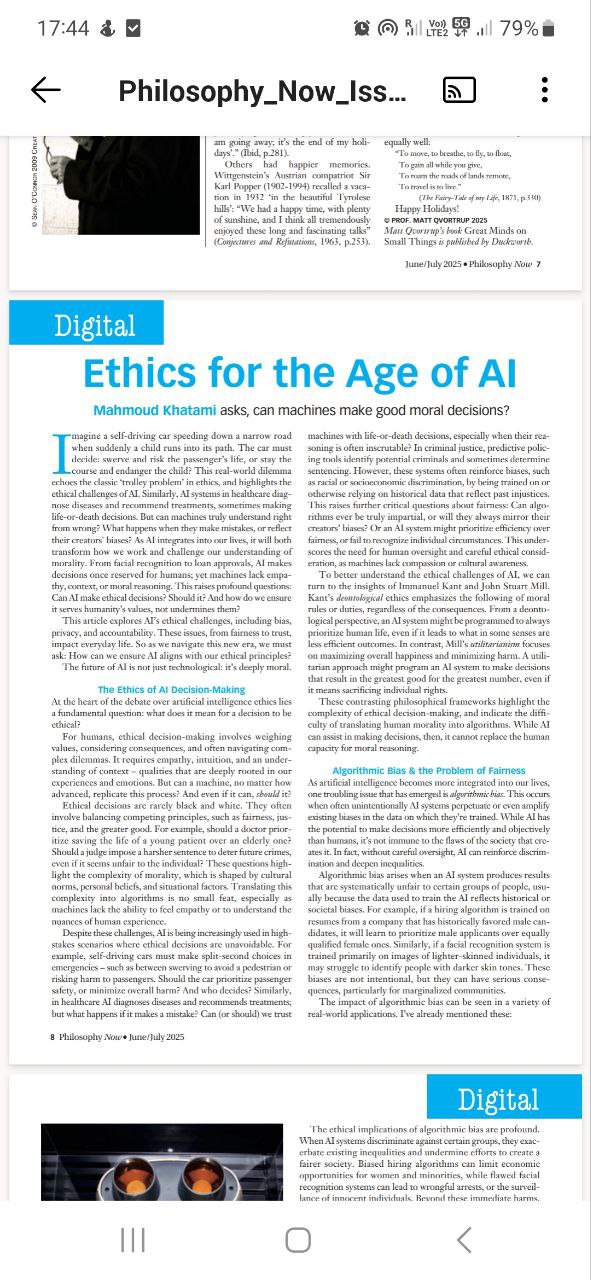 17:44
R Vo)) LTE2 5G 79%
Philosophy_Now_Iss...
© SEAN O'CONNOR 2009 CREAT
am going away; it's the end of my holi-
days'." (Ibid, p.281).
Others had happier memories.
Wittgenstein's Austrian compatriot Sir
Karl Popper (1902-1994) recalled a vaca-
tion in 1932 'in the beautiful Tyrolese
hills': "We had a happy time, with plenty
of sunshine, and I think all tremendously
enjoyed these long and fascinating talks"
(Conjectures and Refutations, 1963, p.253).
equally well:
"To move, to breathe, to fly, to float,
To gain all while you give,
To roam the roads of lands remote,
To travel is to live."
(The Fairy-Tale of my Life, 1871, p.330)
Happy Holidays!
© PROF. MATT QVORTRUP 2025
Matt Qvortrup's book Great Minds on
Small Things is published by Duckworth.
June/July 2025 ● Philosophy Now 7
Digital
Ethics for the Age of AI
Mahmoud Khatami asks, can machines make good moral decisions?
Imagine a self-driving car speeding down a narrow road
when suddenly a child runs into its path. The car must
decide: swerve and risk the passenger's life, or stay the
course and endanger the child? This real-world dilemma
echoes the classic 'trolley problem' in ethics, and highlights the
ethical challenges of AI. Similarly, AI systems in healthcare diag-
nose diseases and recommend treatments, sometimes making
life-or-death decisions. But can machines truly understand right
from wrong? What happens when they make mistakes, or reflect
their creators' biases? As AI integrates into our lives, it will both
transform how we work and challenge our understanding of
morality. From facial recognition to loan approvals, AI makes
decisions once reserved for humans; yet machines lack empa-
thy, context, or moral reasoning. This raises profound questions:
Can AI make ethical decisions? Should it? And how do we ensure
it serves humanity's values, not undermines them?
This article explores AI's ethical challenges, including bias,
privacy, and accountability. These issues, from fairness to trust,
impact everyday life. So as we navigate this new era, we must
ask: How can we ensure AI aligns with our ethical principles?
The future of AI is not just technological: it's deeply moral.
The Ethics of AI Decision-Making
At the heart of the debate over artificial intelligence ethics lies
a fundamental question: what does it mean for a decision to be
ethical?
For humans, ethical decision-making involves weighing
values, considering consequences, and often navigating com-
plex dilemmas. It requires empathy, intuition, and an under-
standing of context – qualities that are deeply rooted in our
experiences and emotions. But can a machine, no matter how
advanced, replicate this process? And even if it can, should it?
Ethical decisions are rarely black and white. They often
involve balancing competing principles, such as fairness, jus-
tice, and the greater good. For example, should a doctor prior-
itize saving the life of a young patient over an elderly one?
Should a judge impose a harsher sentence to deter future crimes,
even if it seems unfair to the individual? These questions high-
light the complexity of morality, which is shaped by cultural
norms, personal beliefs, and situational factors. Translating this
complexity into algorithms is no small feat, especially as
machines lack the ability to feel empathy or to understand the
nuances of human experience.
Despite these challenges, AI is being increasingly used in high-
stakes scenarios where ethical decisions are unavoidable. For
example, self-driving cars must make split-second choices in
emergencies – such as between swerving to avoid a pedestrian or
risking harm to passengers. Should the car prioritize passenger
safety, or minimize overall harm? And who decides? Similarly,
in healthcare AI diagnoses diseases and recommends treatments;
but what happens if it makes a mistake? Can (or should) we trust
machines with life-or-death decisions, especially when their rea-
soning is often inscrutable? In criminal justice, predictive polic-
ing tools identify potential criminals and sometimes determine
sentencing. However, these systems often reinforce biases, such
as racial or socioeconomic discrimination, by being trained on or
otherwise relying on historical data that reflect past injustices.
This raises further critical questions about fairness: Can algo-
rithms ever be truly impartial, or will they always mirror their
creators' biases? Or an AI system might prioritize efficiency over
fairness, or fail to recognize individual circumstances. This under-
scores the need for human oversight and careful ethical consid-
eration, as machines lack compassion or cultural awareness.
To better understand the ethical challenges of AI, we can
turn to the insights of Immanuel Kant and John Stuart Mill.
Kant's deontological ethics emphasizes the following of moral
rules or duties, regardless of the consequences. From a deonto-
logical perspective, an AI system might be programmed to always
prioritize human life, even if it leads to what in some senses are
less efficient outcomes. In contrast, Mill's utilitarianism focuses
on maximizing overall happiness and minimizing harm. A utili-
tarian approach might program an AI system to make decisions
that result in the greatest good for the greatest number, even if
it means sacrificing individual rights.
These contrasting philosophical frameworks highlight the
complexity of ethical decision-making, and indicate the diffi-
culty of translating human morality into algorithms. While AI
can assist in making decisions, then, it cannot replace the human
capacity for moral reasoning.
Algorithmic Bias & the Problem of Fairness
As artificial intelligence becomes more integrated into our lives,
one troubling issue that has emerged is algorithmic bias. This occurs
when often unintentionally AI systems perpetuate or even amplify
existing biases in the data on which they're trained. While AI has
the potential to make decisions more efficiently and objectively
than humans, it's not immune to the flaws of the society that cre-
ates it. In fact, without careful oversight, AI can reinforce discrim-
ination and deepen inequalities.
Algorithmic bias arises when an AI system produces results
that are systematically unfair to certain groups of people, usu-
ally because the data used to train the AI reflects historical or
societal biases. For example, if a hiring algorithm is trained on
resumes from a company that has historically favored male can-
didates, it will learn to prioritize male applicants over equally
qualified female ones. Similarly, if a facial recognition system is
trained primarily on images of lighter-skinned individuals, it
may struggle to identify people with darker skin tones. These
biases are not intentional, but they can have serious conse-
quences, particularly for marginalized communities.
The impact of algorithmic bias can be seen in a variety of
real-world applications. I've already mentioned these:
8 Philosophy Now ● June/July 2025
Digital
The ethical implications of algorithmic bias are profound.
When AI systems discriminate against certain groups, they exac-
erbate existing inequalities and undermine efforts to create a
fairer society. Biased hiring algorithms can limit economic
opportunities for women and minorities, while flawed facial
recognition systems can lead to wrongful arrests, or the surveil-
lance of innocent individuals. Beyond these immediate harms,